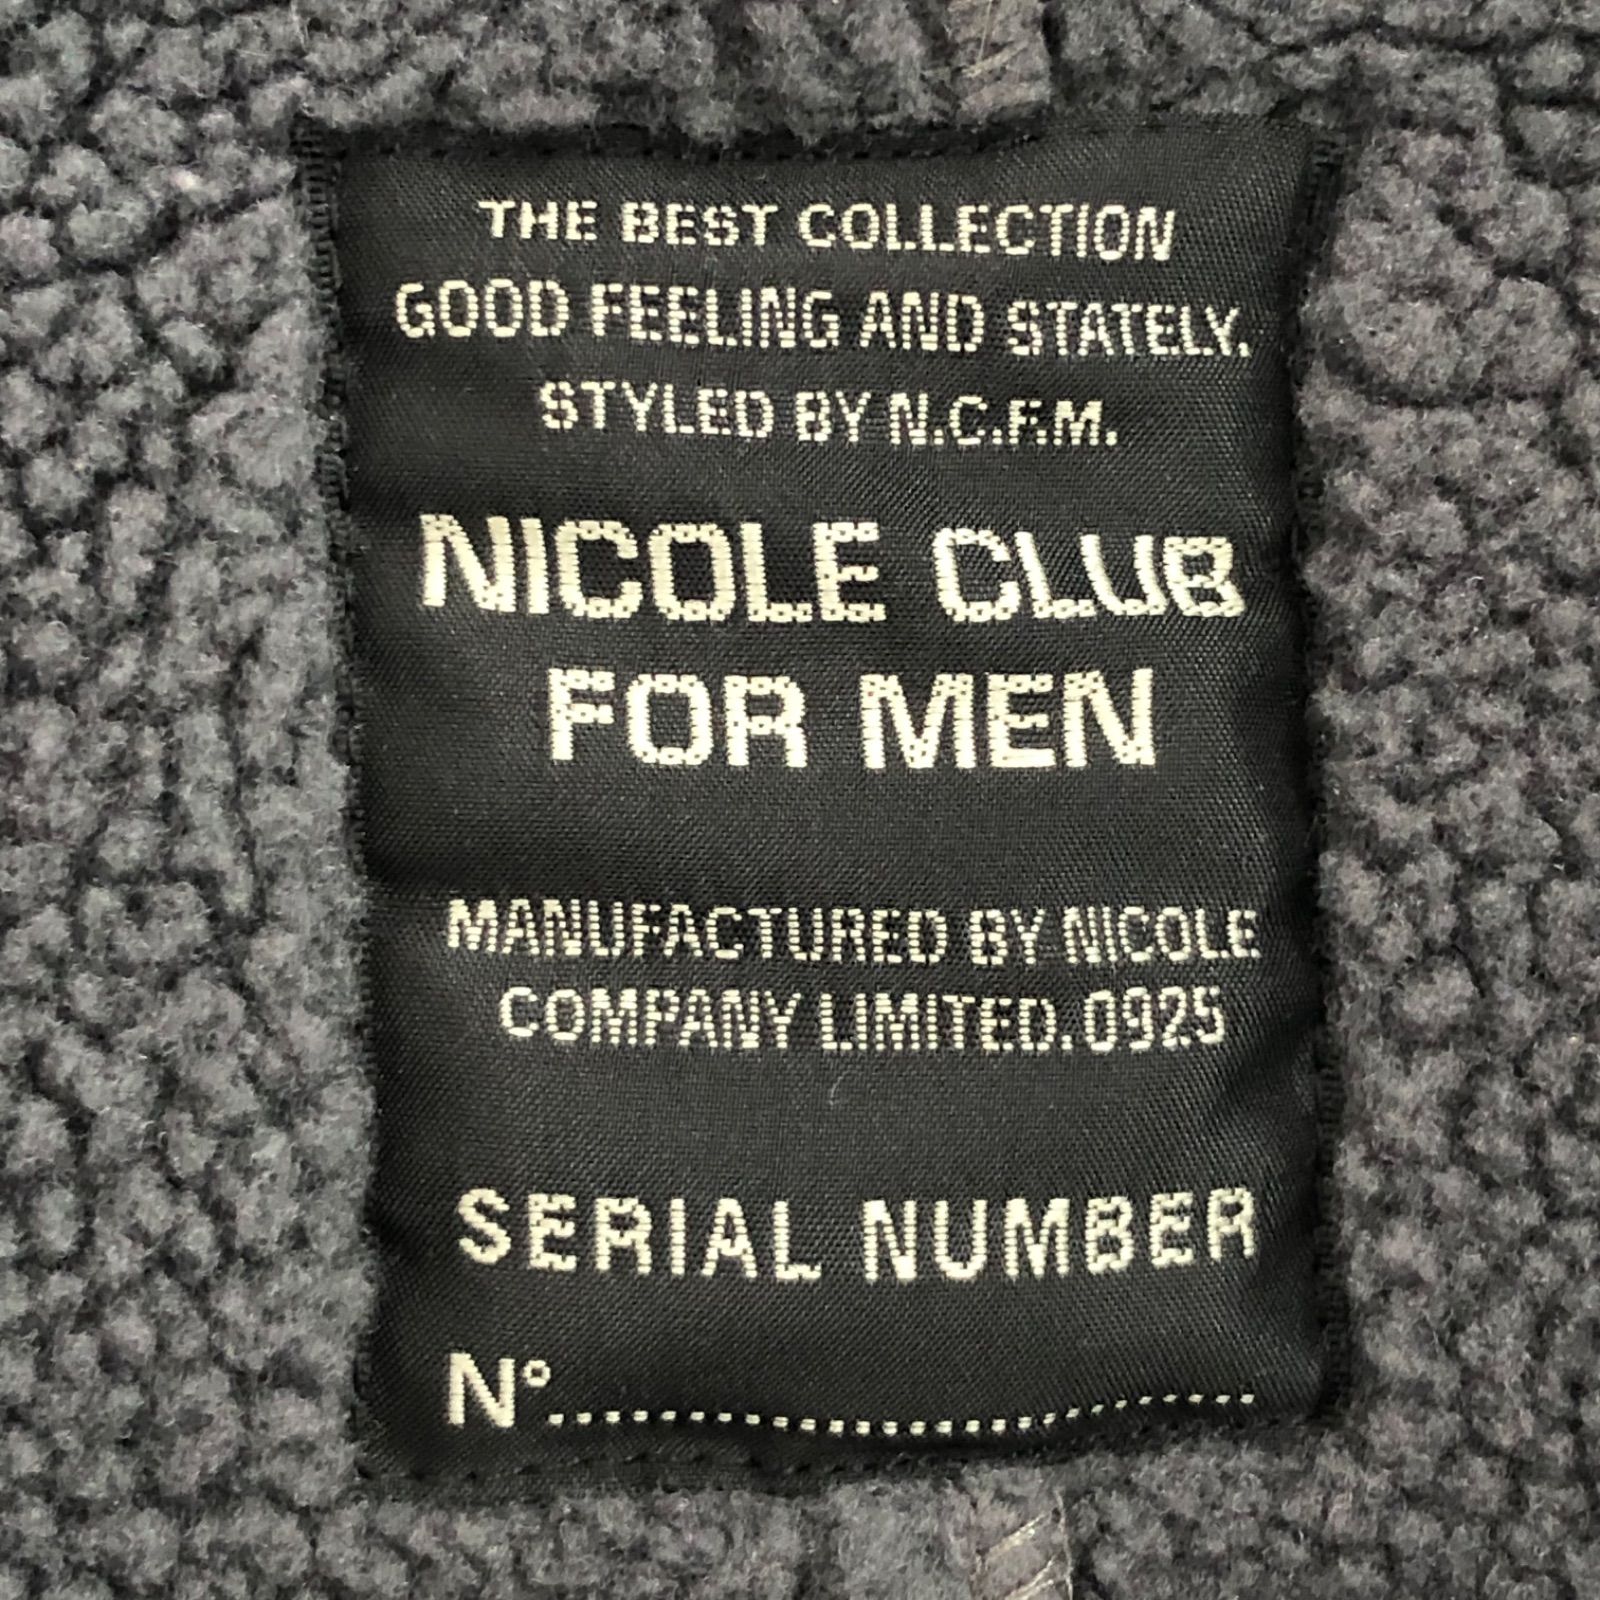 THE BEST COLLECTION
GOOD FEELING AND STATELY.
STYLED BY N.C.F.M.
NICOLE CLUB
FOR MEN
MANUFACTURED BY NICOLE
COMPANY LIMITED.0925
SERIAL NUMBER
N°..........................